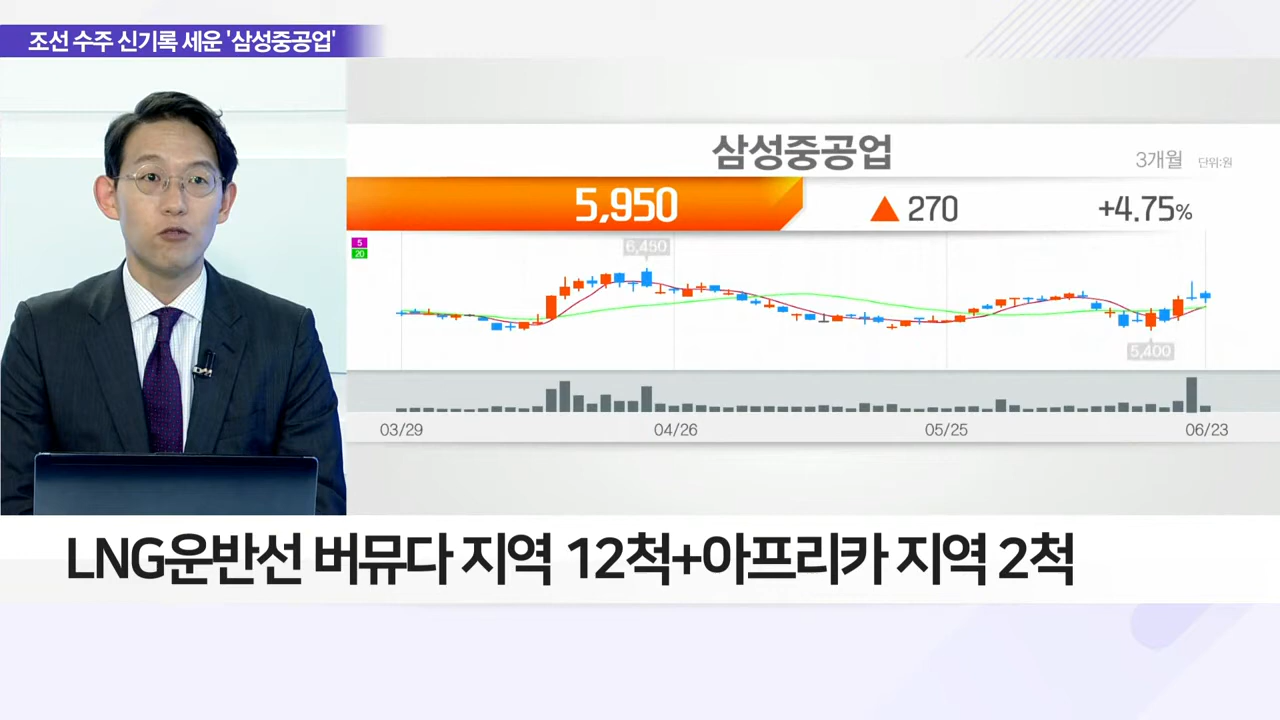 조선 수주 신기록 세운 '삼성중공업'
삼성중공업
3개월 단위:원
5,950 ▲ 270 +4.75%
5
20
6,450
5,400
03/29 04/26 05/25 06/23
LNG운반선 버뮤다 지역 12척+아프리카 지역 2척